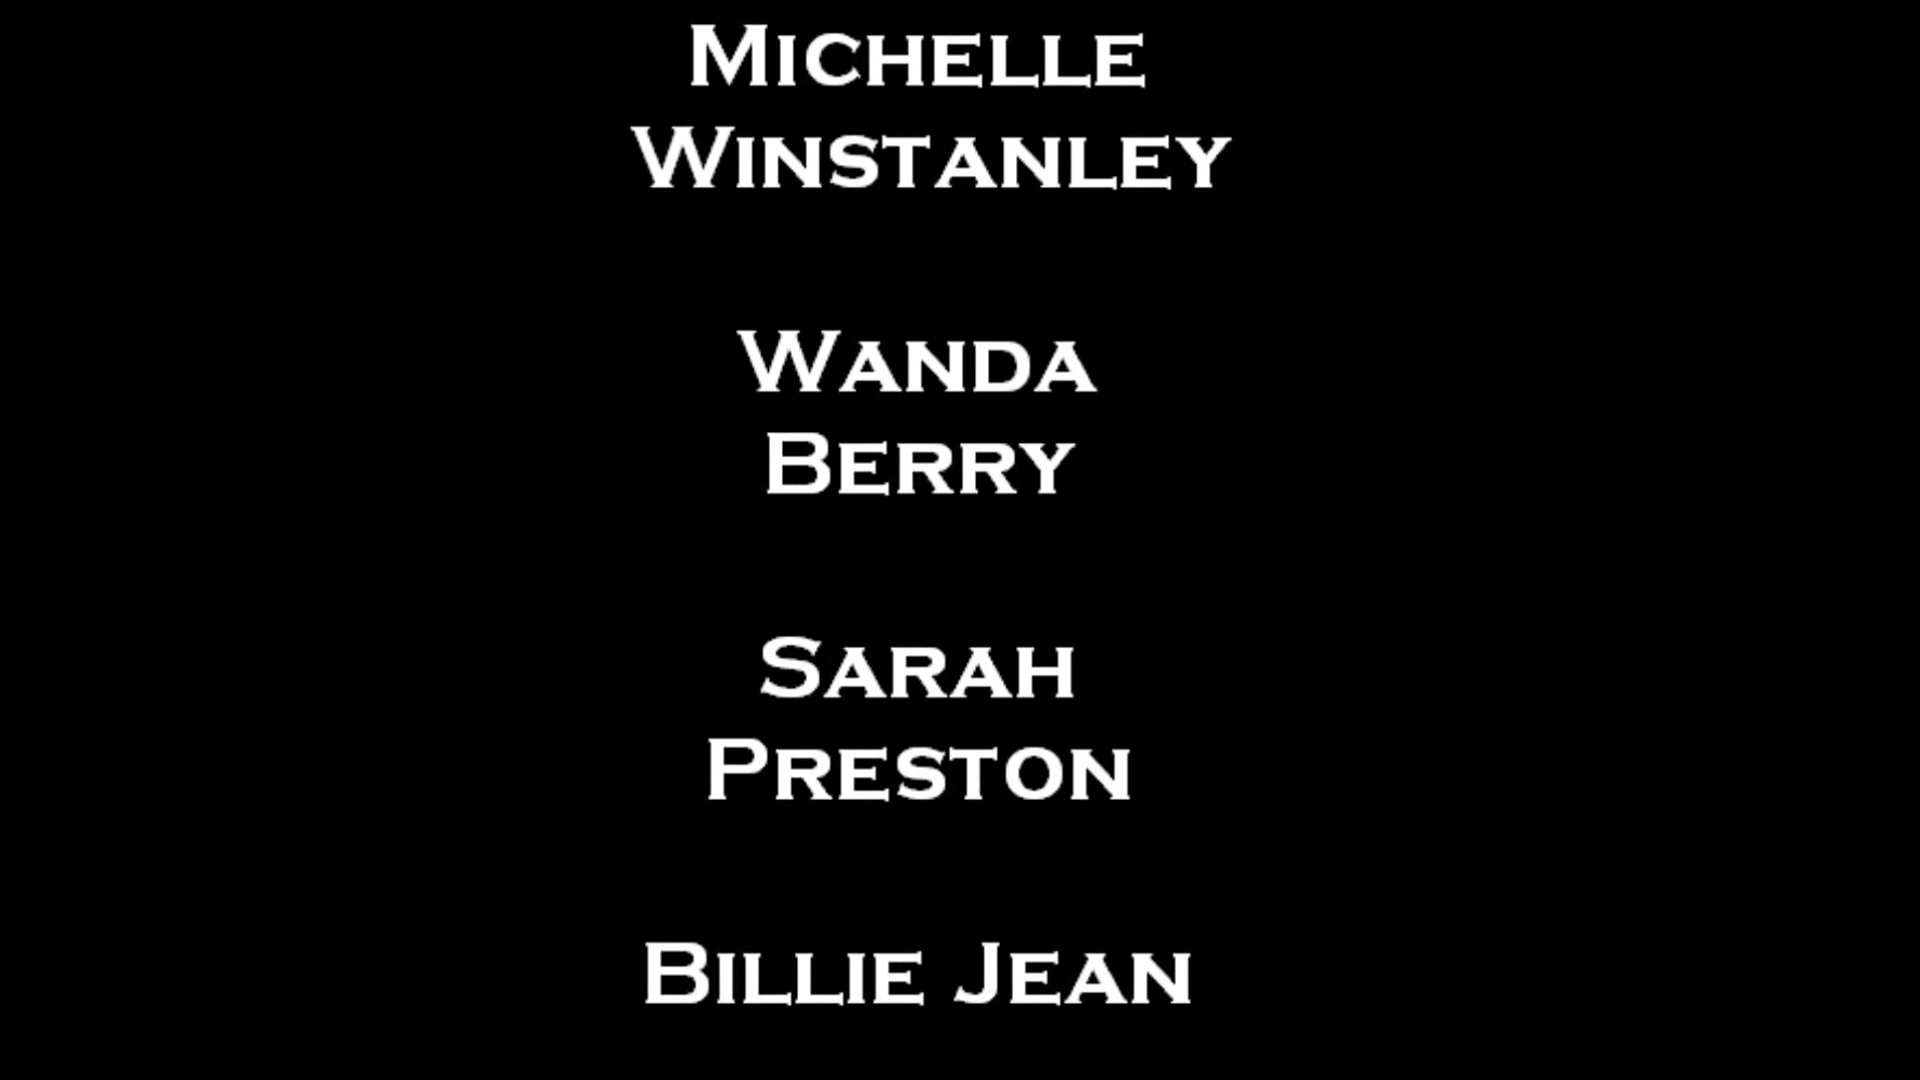 Michelle
Winstanley
Wanda
Berry
Sarah
Preston
Billie Jean